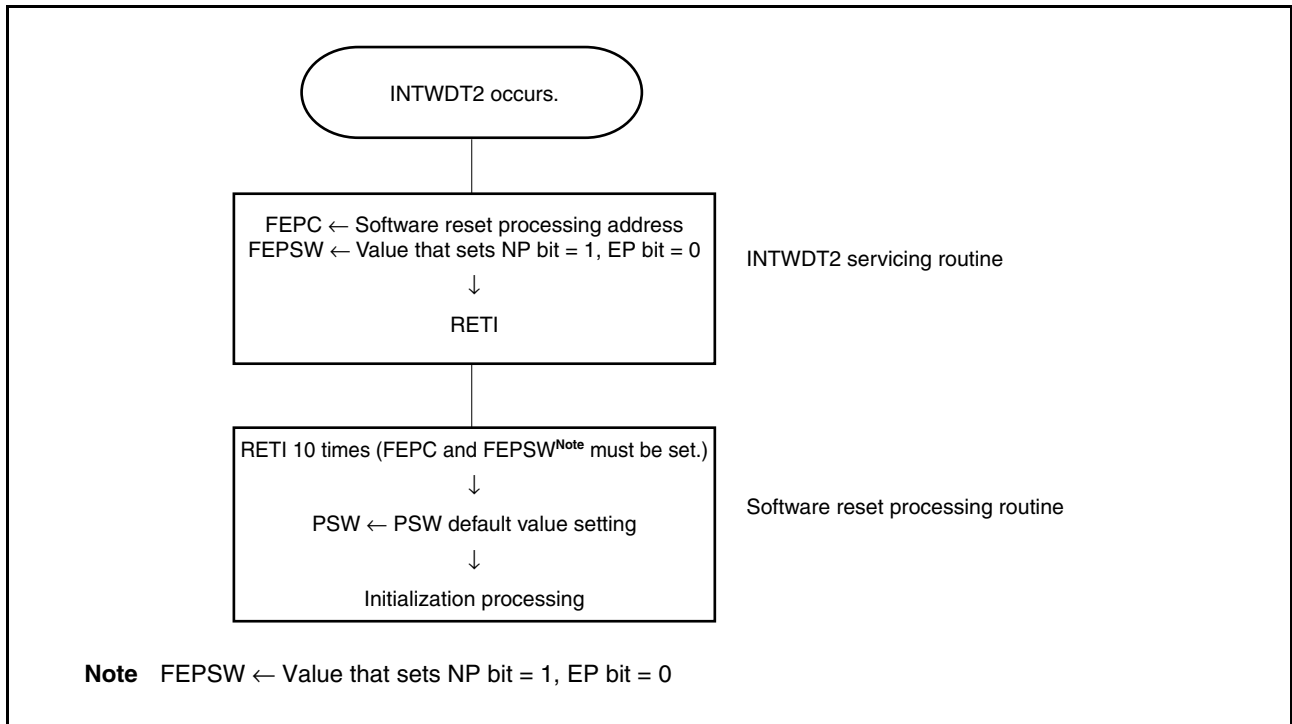 INTWDT2 occurs.
FEPC ← Software reset processing address
FEPSW ← Value that sets NP bit = 1, EP bit = 0
↓
RETI
INTWDT2 servicing routine
RETI 10 times (FEPC and FEPSWNote must be set.)
↓
PSW ← PSW default value setting
↓
Initialization processing
Software reset processing routine
Note FEPSW ← Value that sets NP bit = 1, EP bit = 0